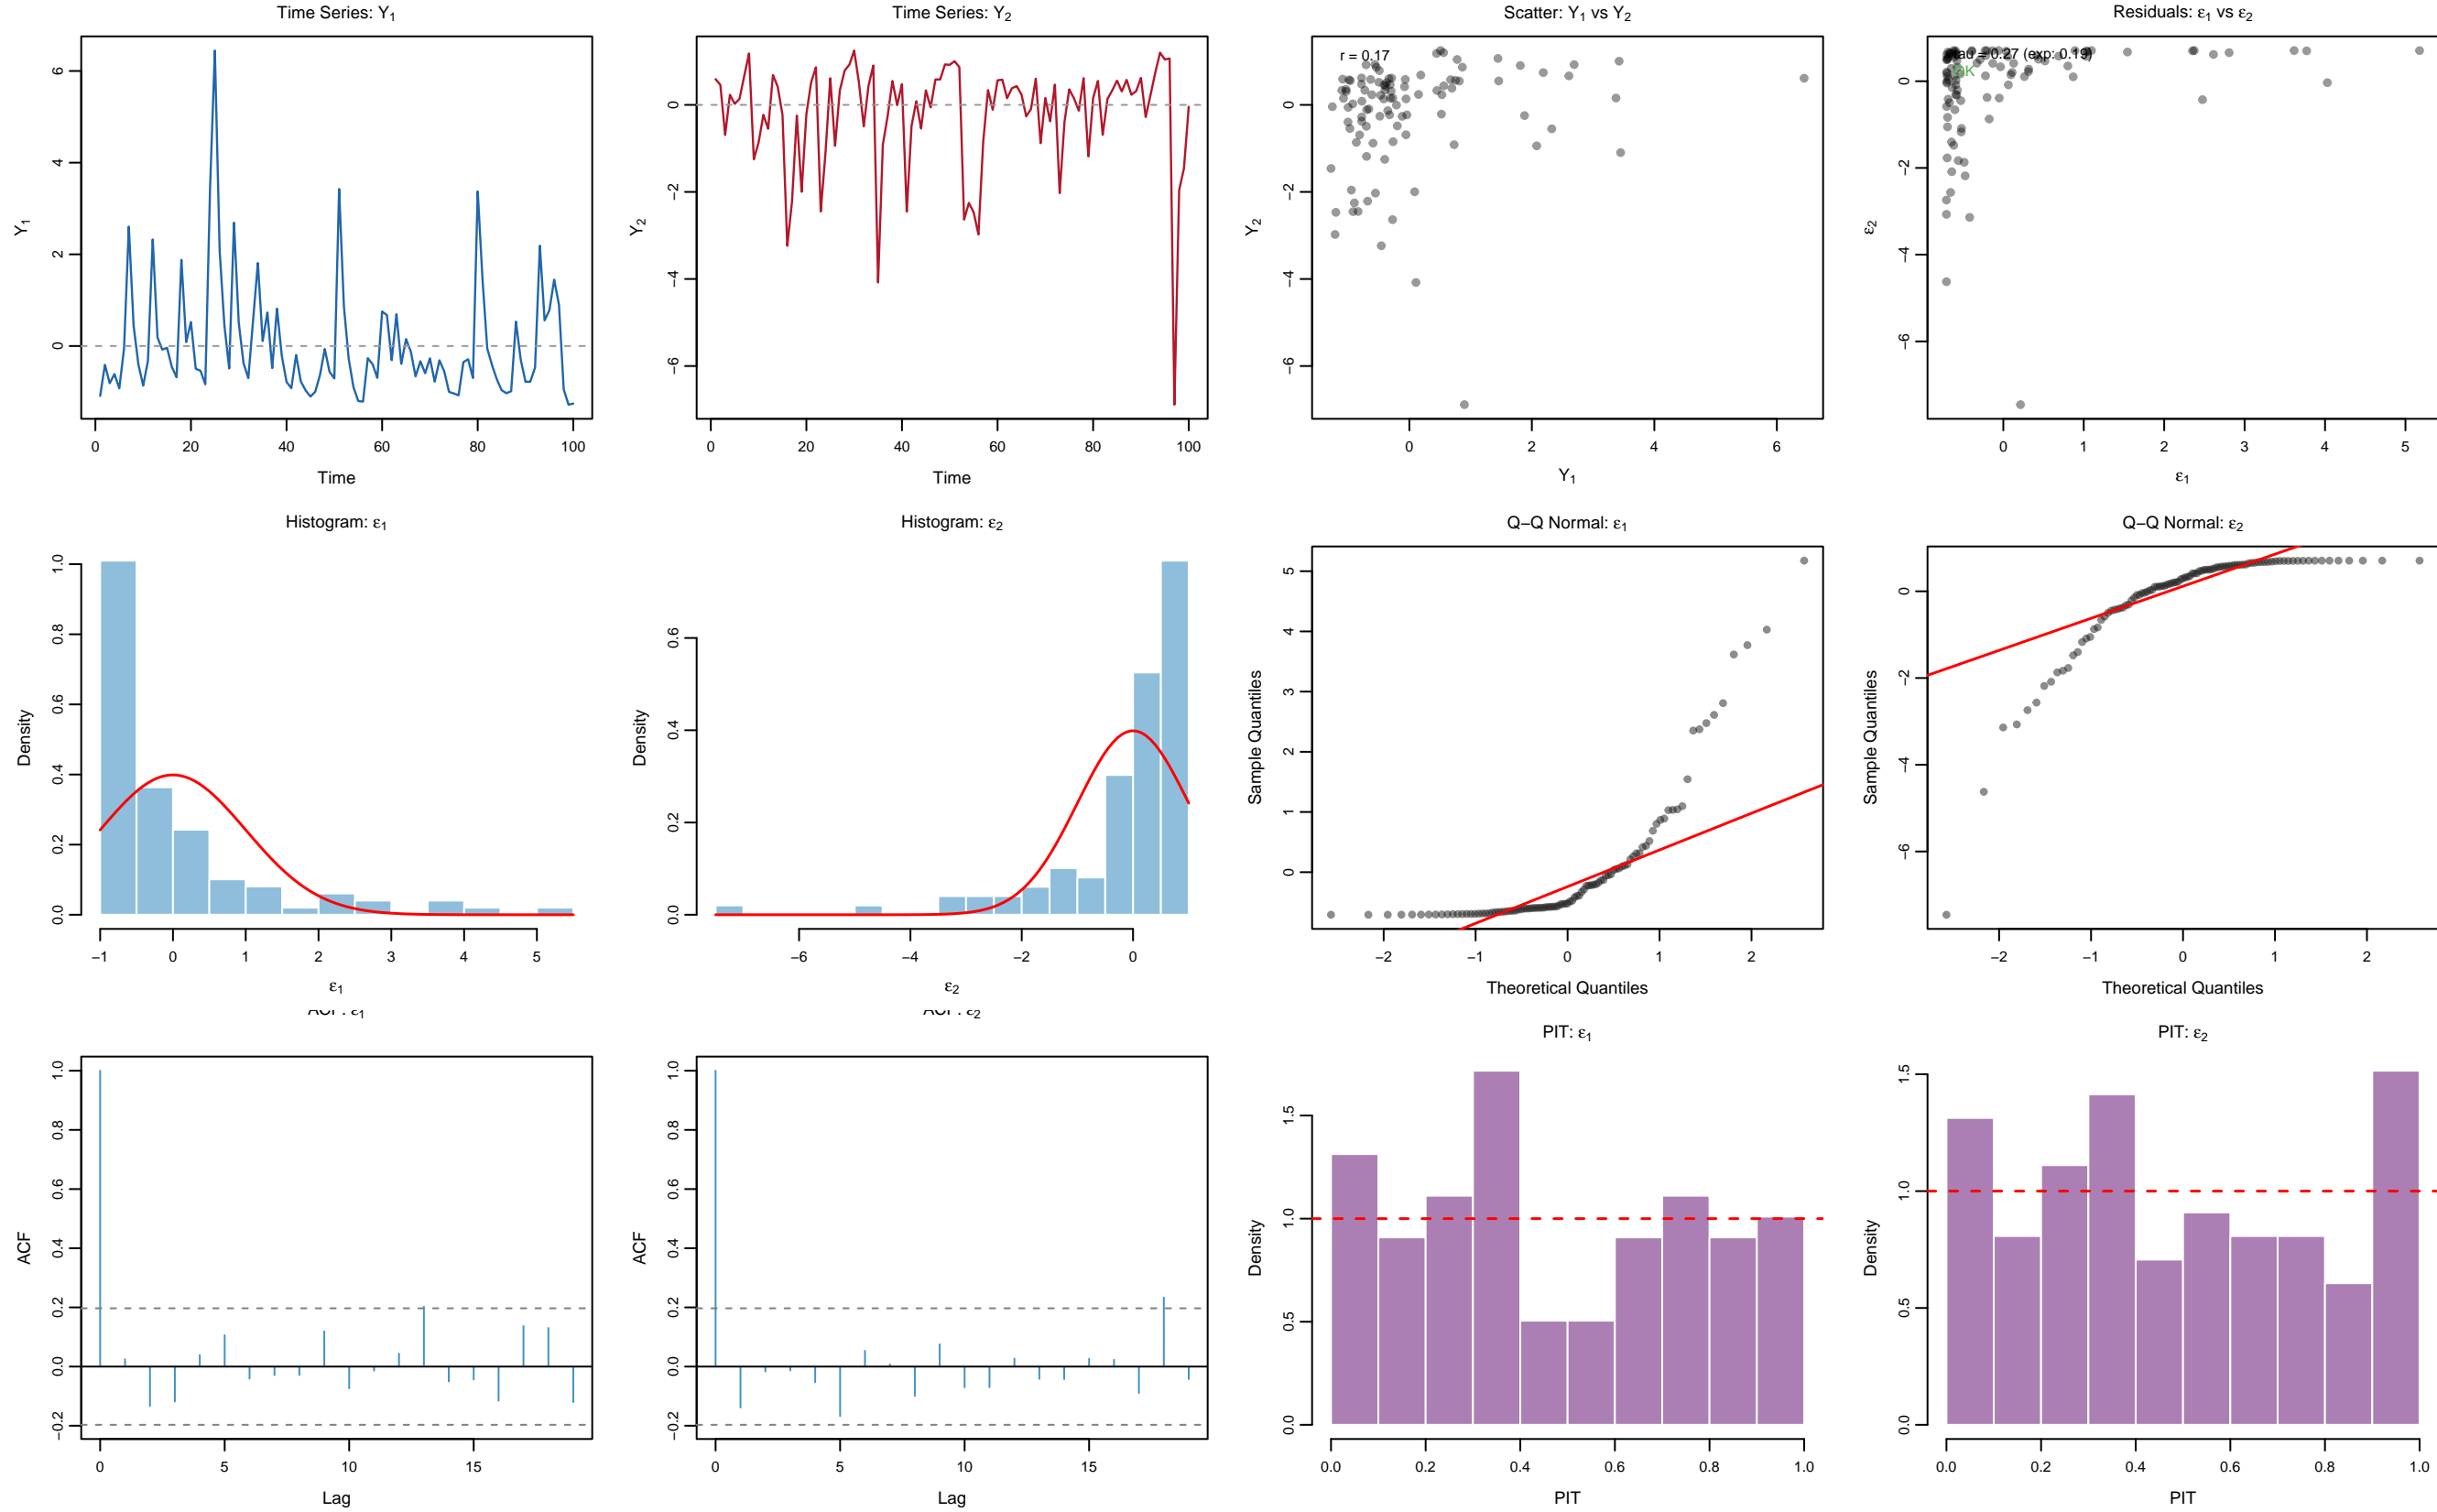 Time Series: Y1
Y1
6
4
2
0
0 20 40 60 80 100
Time
Time Series: Y2
Y2
0
−2
−4
−6
0 20 40 60 80 100
Time
Scatter: Y1 vs Y2
r = 0.17
Y2
0
−2
−4
−6
0 2 4 6
Y1
Residuals: ε1 vs ε2
tau = 0.27 (exp: 0.19)
OK
ε2
0
−2
−4
−6
0 1 2 3 4 5
ε1
Histogram: ε1
Density
1.0
0.8
0.6
0.4
0.2
0.0
−1 0 1 2 3 4 5
ε1
Histogram: ε2
Density
0.6
0.4
0.2
0.0
−6 −4 −2 0
ε2
Q−Q Normal: ε1
Sample Quantiles
5
4
3
2
1
0
−2 −1 0 1 2
Theoretical Quantiles
Q−Q Normal: ε2
Sample Quantiles
0
−2
−4
−6
−2 −1 0 1 2
Theoretical Quantiles
ACF: ε1
ACF
1.0
0.8
0.6
0.4
0.2
0.0
−0.2
0 5 10 15
Lag
ACF: ε2
ACF
1.0
0.8
0.6
0.4
0.2
0.0
−0.2
0 5 10 15
Lag
PIT: ε1
Density
1.5
1.0
0.5
0.0
0.0 0.2 0.4 0.6 0.8 1.0
PIT
PIT: ε2
Density
1.5
1.0
0.5
0.0
0.0 0.2 0.4 0.6 0.8 1.0
PIT